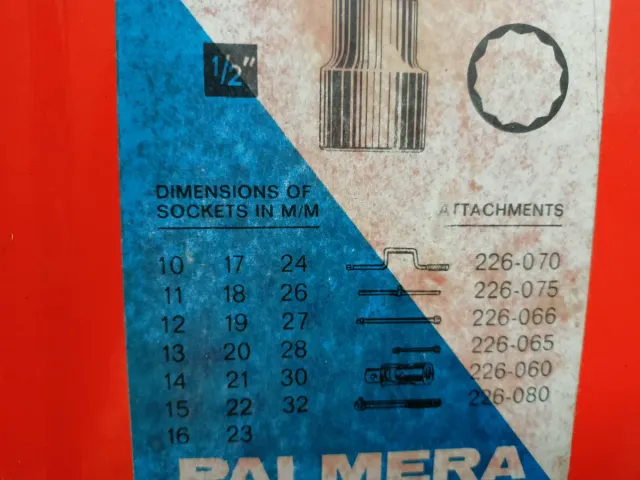 1/2"
DIMENSIONS OF
SOCKETS IN M/M
ATTACHMENTS
10 17 24 226-070
11 18 26 226-075
12 19 27 226-066
13 20 28 226-065
14 21 30 226-060
15 22 32 226-080
16 23
PALMERA